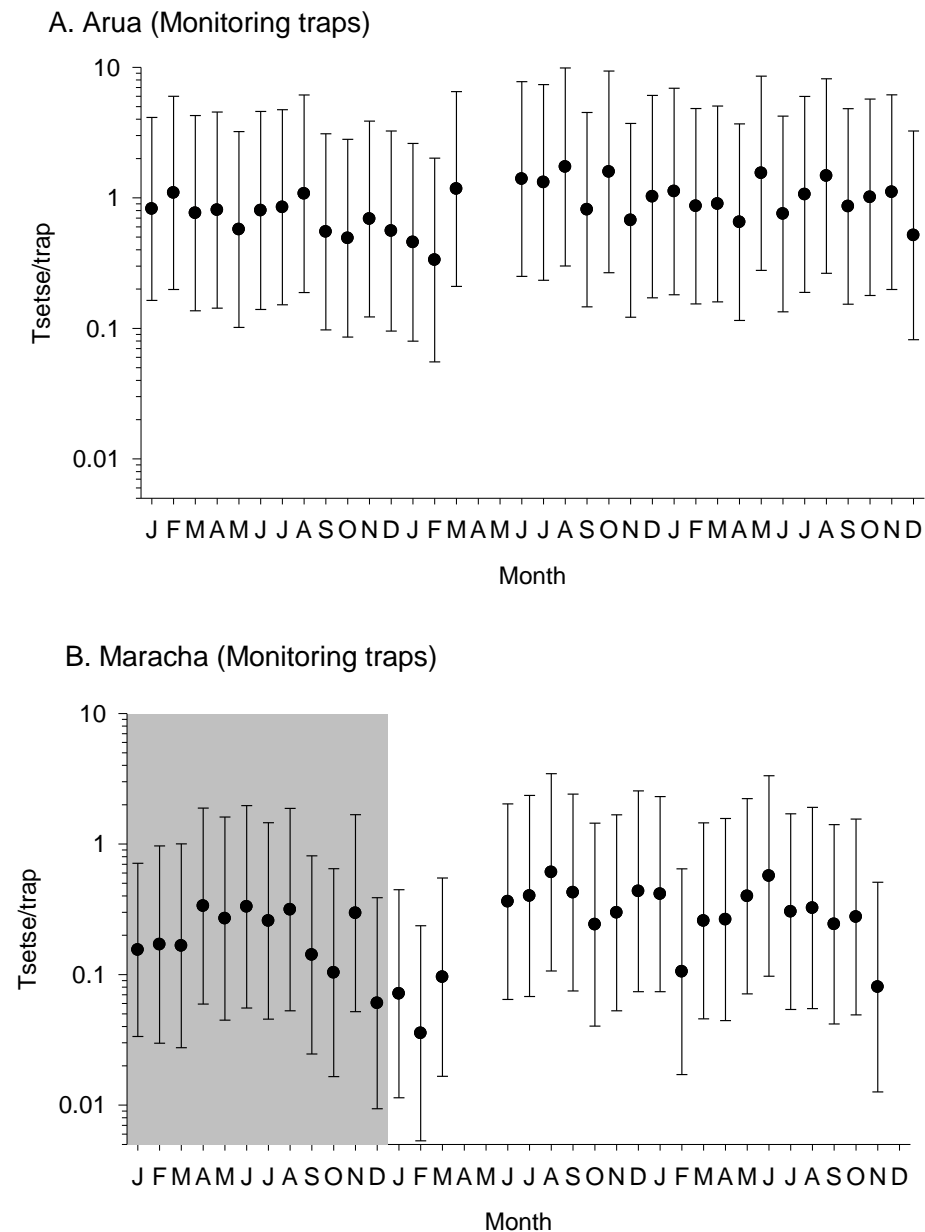 A. Arua (Monitoring traps)
10
1
0.1
0.01
Tsetse/trap
J F M A M J J A S O N D J F M A M J J A S O N D J F M A M J J A S O N D
Month
B. Maracha (Monitoring traps)
10
1
0.1
0.01
Tsetse/trap
J F M A M J J A S O N D J F M A M J J A S O N D J F M A M J J A S O N D
Month